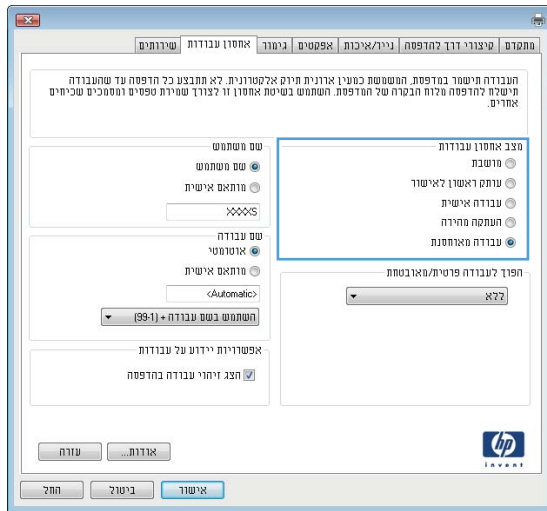 מתקדם קיצורי דרך להדפסה נייר/איכות אפקטים גימור אחסון עבודות שירותים
העבודה תישמר במדפסת, המשמשת כמעין ארונית תיוק אלקטרונית. לא תתבצע כל הדפסה עד שהעבודה
תישלח להדפסה מלוח הבקרה של המדפסת. השתמש בשיטת אחסון זו לצורך שמירת טפסים ומסמכים שכיחים
אחרים.
מצב אחסון עבודות
מושבת
עותק ראשון לאישור
עבודה אישית
העתקה מהירה
עבודה מאוחסנת
הפוך לעבודה פרטית/מאובטחת
ללא
שם משתמש
שם משתמש
מותאם אישית
XXXXS
שם עבודה
אוטומטי
מותאם אישית
<Automatic>
השתמש בשם עבודה + (1-99)
אפשרויות יידוע על עבודות
הצג זיהוי עבודה בהדפסה
hp
invent
אודות...
עזרה
אישור
ביטול
החל